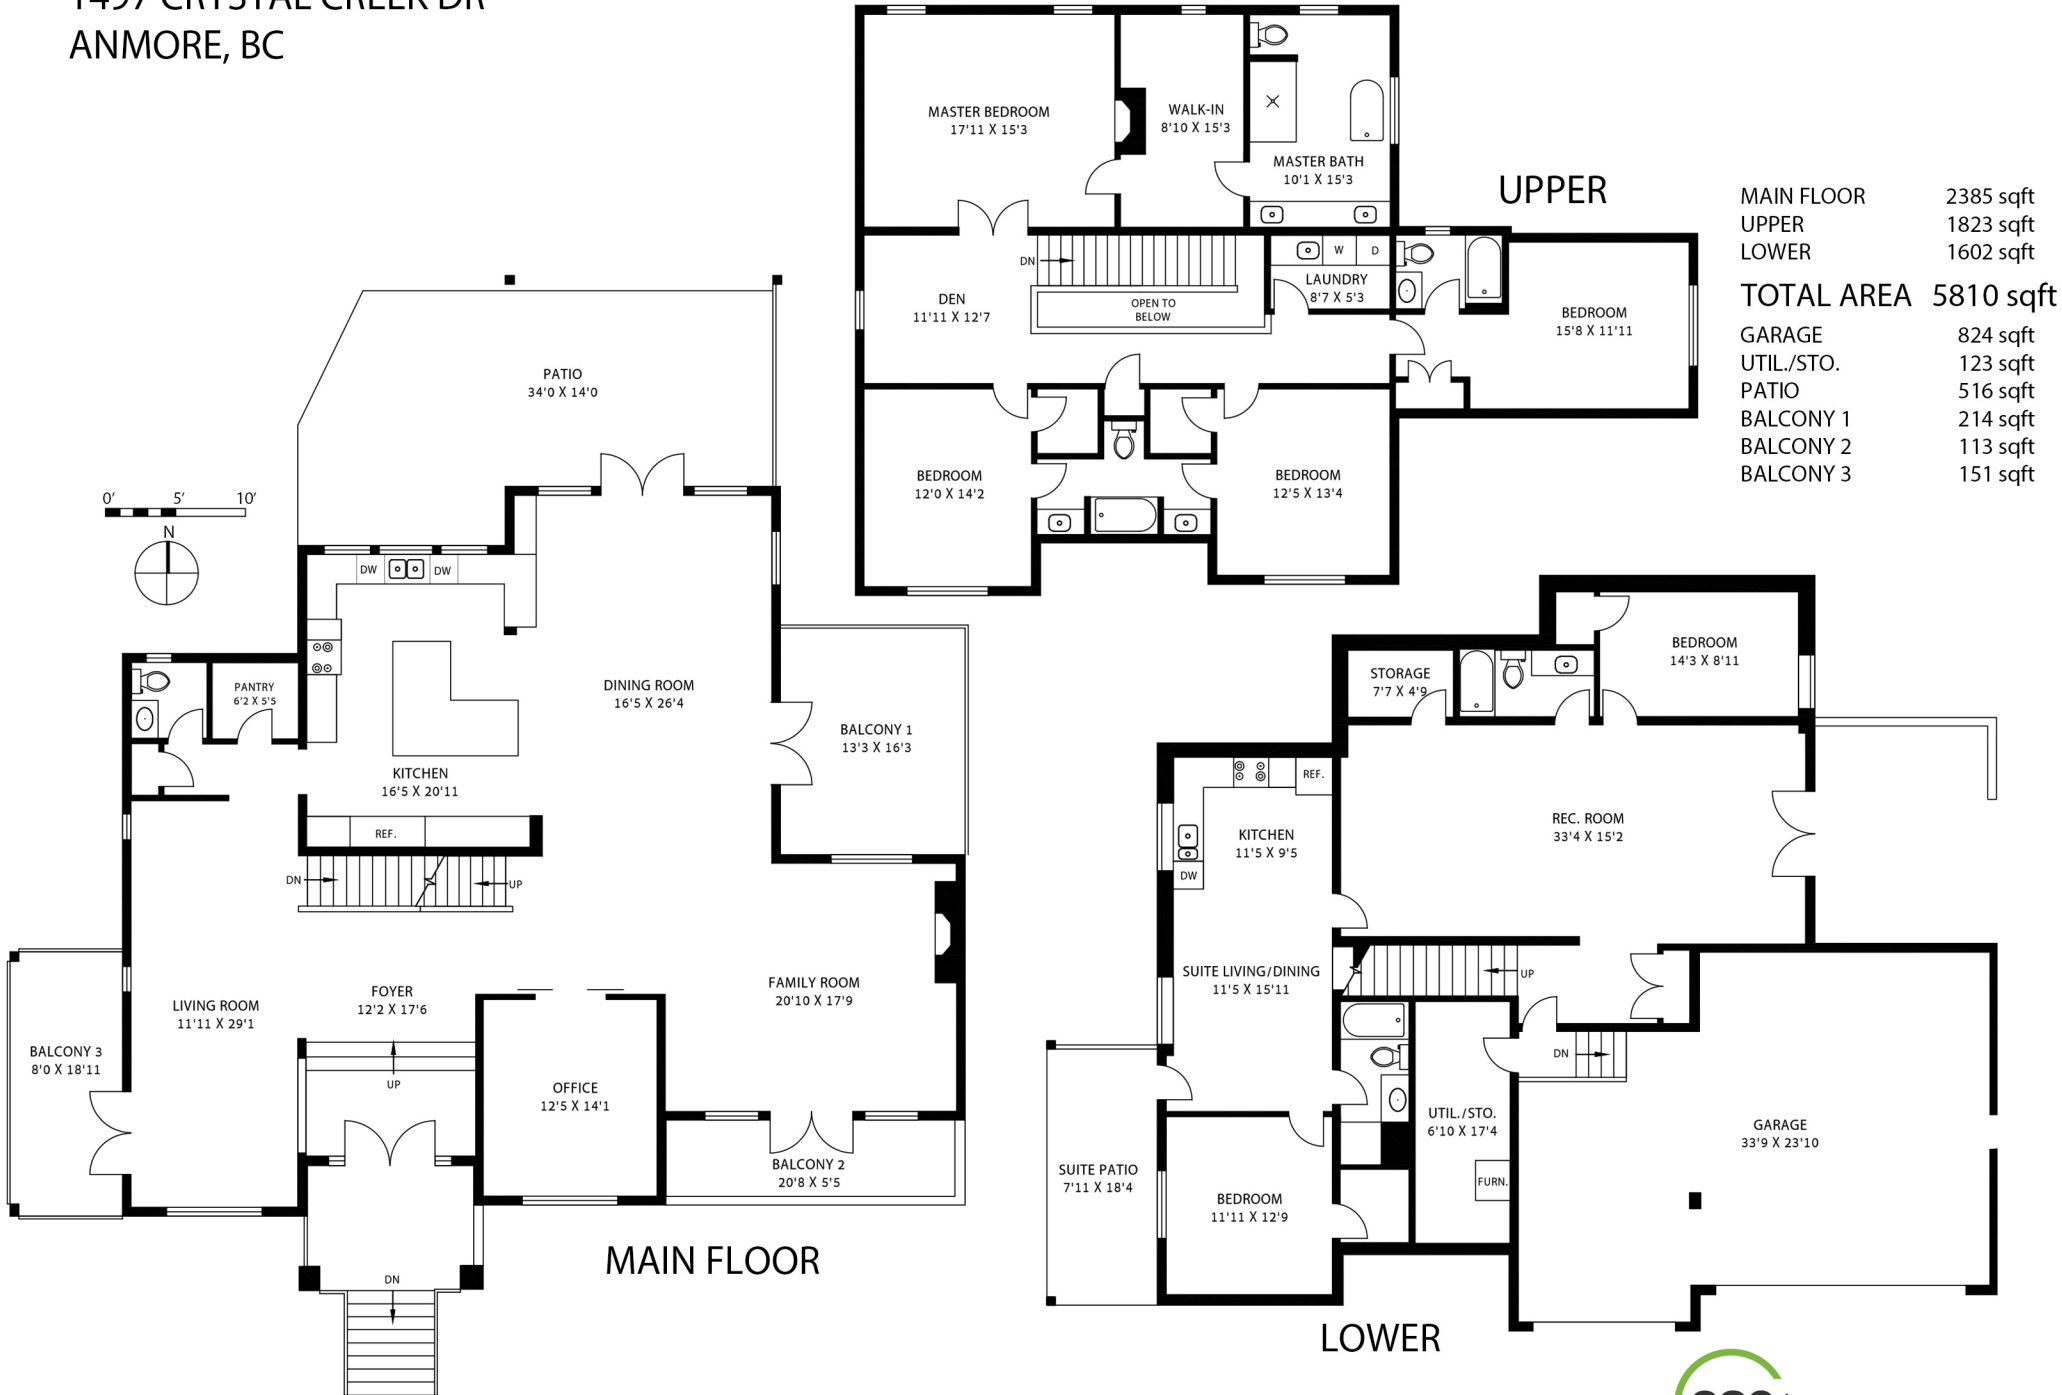 1497 CRYSTAL CREEK DR
ANMORE, BC
UPPER
MASTER BEDROOM
17'11 X 15'3
WALK-IN
8'10 X 15'3
MASTER BATH
10'1 X 15'3
DN
DEN
11'11 X 12'7
OPEN TO
BELOW
W
D
LAUNDRY
8'7 X 5'3
BEDROOM
15'8 X 11'11
BEDROOM
12'0 X 14'2
BEDROOM
12'5 X 13'4
MAIN FLOOR 2385 sqft
UPPER 1823 sqft
LOWER 1602 sqft
TOTAL AREA 5810 sqft
GARAGE 824 sqft
UTIL./STO. 123 sqft
PATIO 516 sqft
BALCONY 1 214 sqft
BALCONY 2 113 sqft
BALCONY 3 151 sqft
0' 5' 10'
N
PATIO
34'0 X 14'0
DW
DW
PANTRY
6'2 X 5'5
DINING ROOM
16'5 X 26'4
BALCONY 1
13'3 X 16'3
KITCHEN
16'5 X 20'11
REF.
DN
UP
LIVING ROOM
11'11 X 29'1
FOYER
12'2 X 17'6
FAMILY ROOM
20'10 X 17'9
BALCONY 3
8'0 X 18'11
UP
OFFICE
12'5 X 14'1
BALCONY 2
20'8 X 5'5
DN
MAIN FLOOR
BEDROOM
14'3 X 8'11
STORAGE
7'7 X 4'9
REF.
KITCHEN
11'5 X 9'5
DW
REC. ROOM
33'4 X 15'2
SUITE LIVING/DINING
11'5 X 15'11
UP
DN
UTIL./STO.
6'10 X 17'4
GARAGE
33'9 X 23'10
FURN.
SUITE PATIO
7'11 X 18'4
BEDROOM
11'11 X 12'9
LOWER